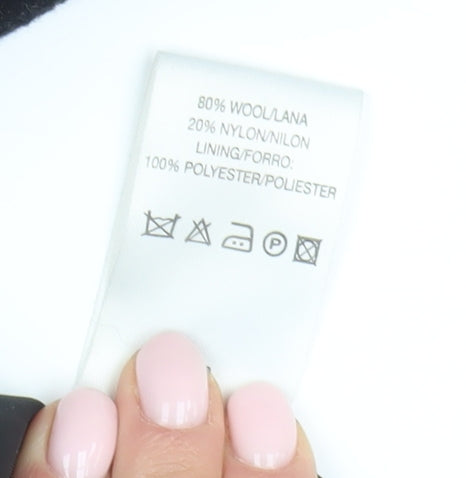 80% WOOL/LANA
20% NYLON/NILON
LINING/FORRO:
100% POLYESTER/POLIESTER
P